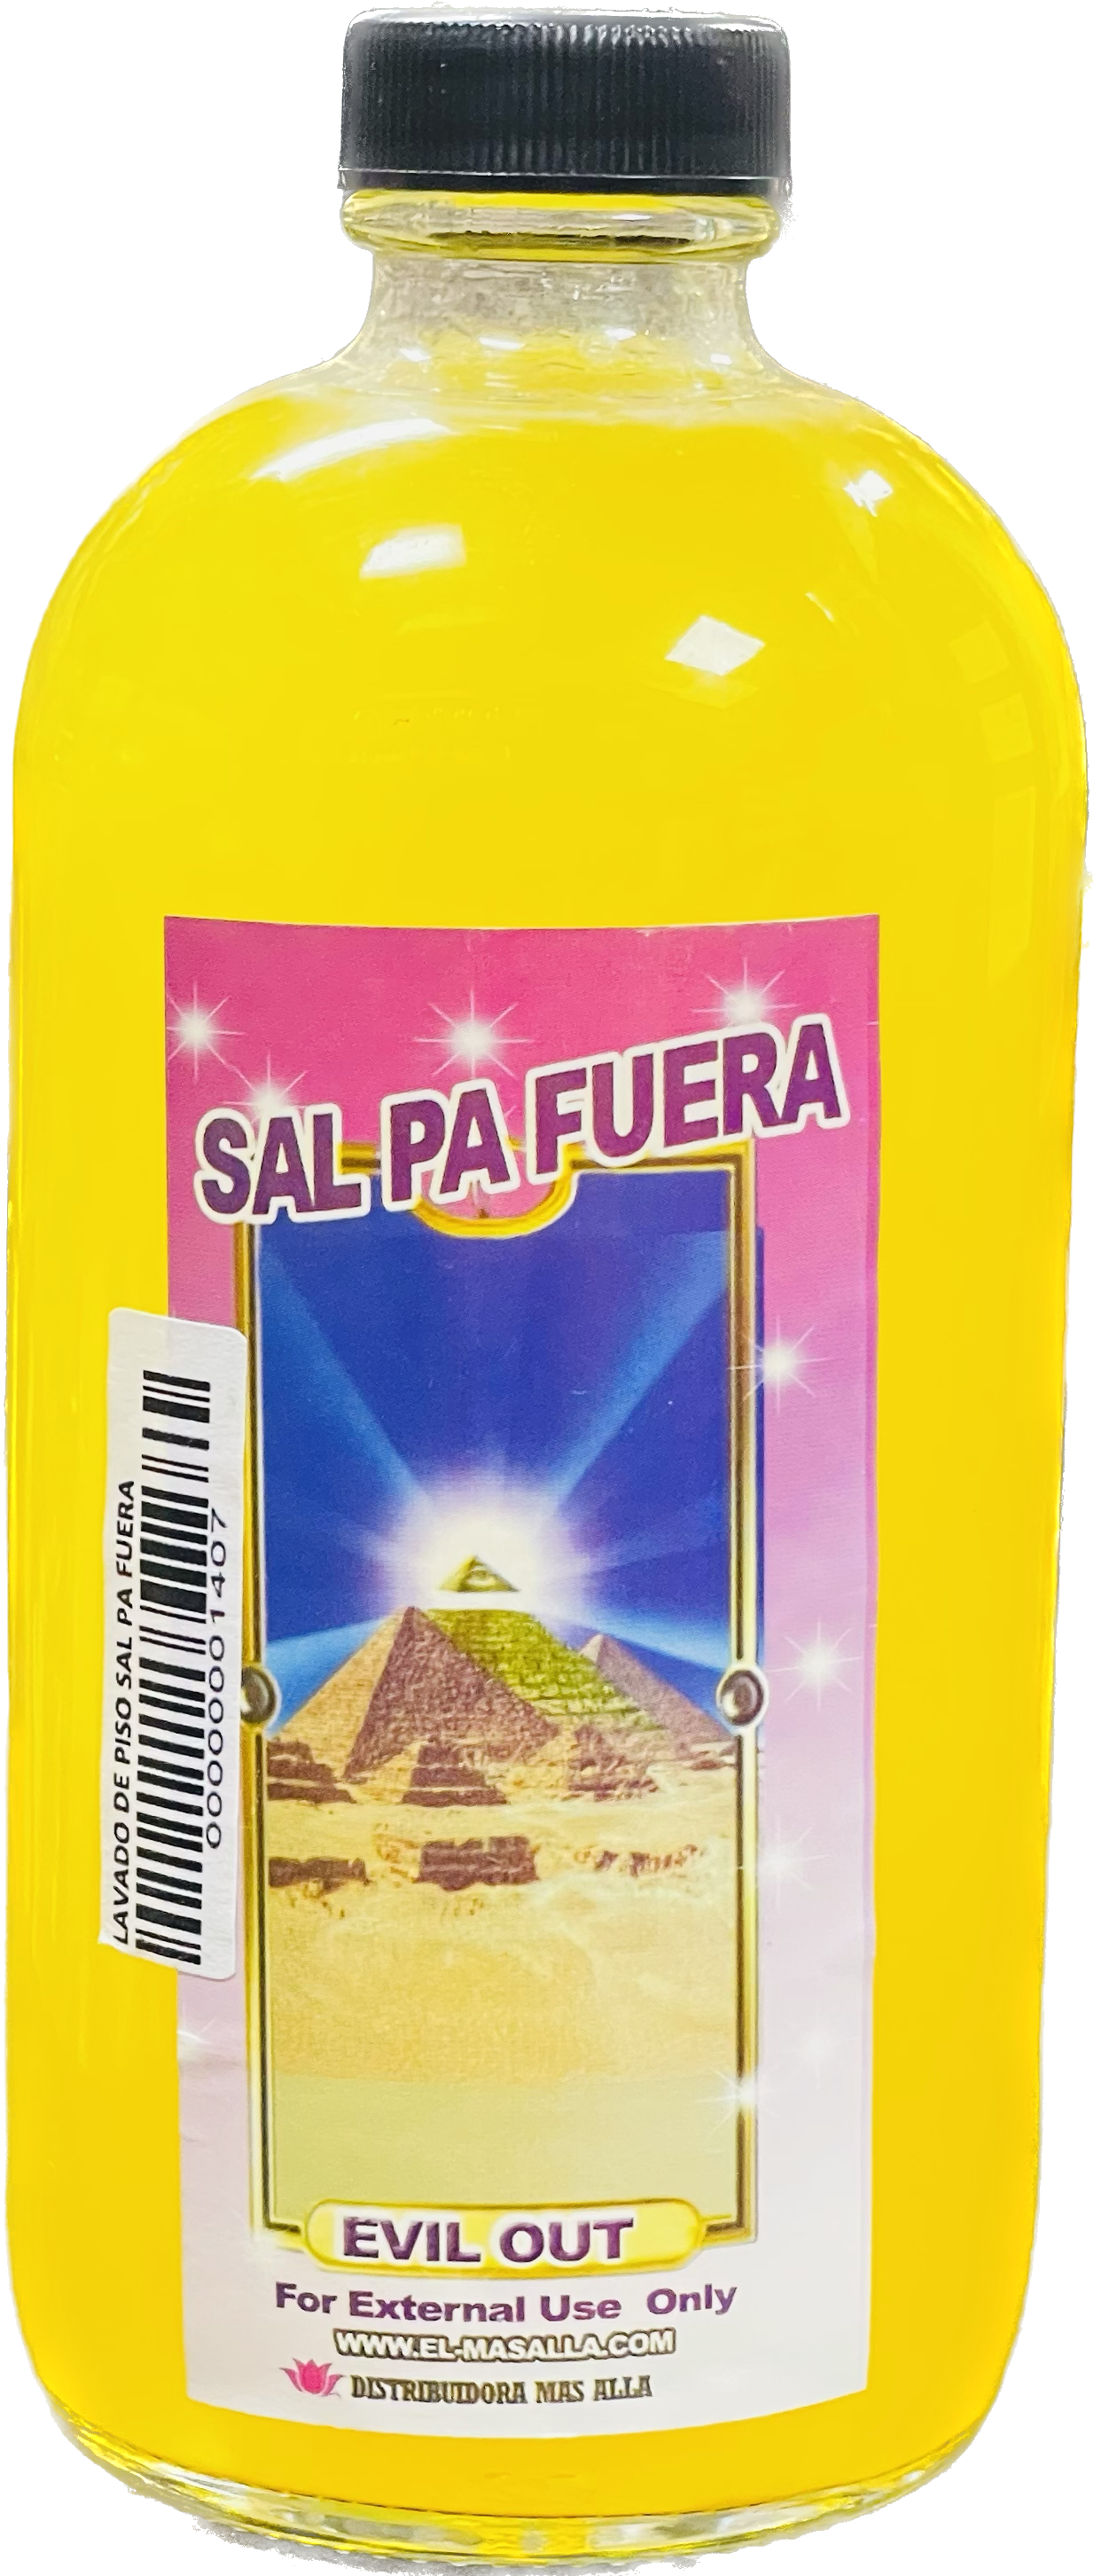 SAL PA FUERA
LAVADO DE PISO SAL PA FUERA
0000001407
EVIL OUT
For External Use Only
WWW.EL-MASALLA.COM
DISTRIBUIDORA MAS ALLA